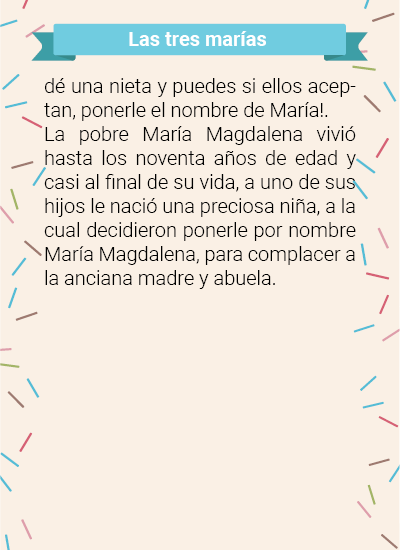 Las tres marías
dé una nieta y puedes si ellos acep-
tan, ponerle el nombre de María!.
La pobre María Magdalena vivió
hasta los noventa años de edad y
casi al final de su vida, a uno de sus
hijos le nació una preciosa niña, a la
cual decidieron ponerle por nombre
María Magdalena, para complacer a
la anciana madre y abuela.